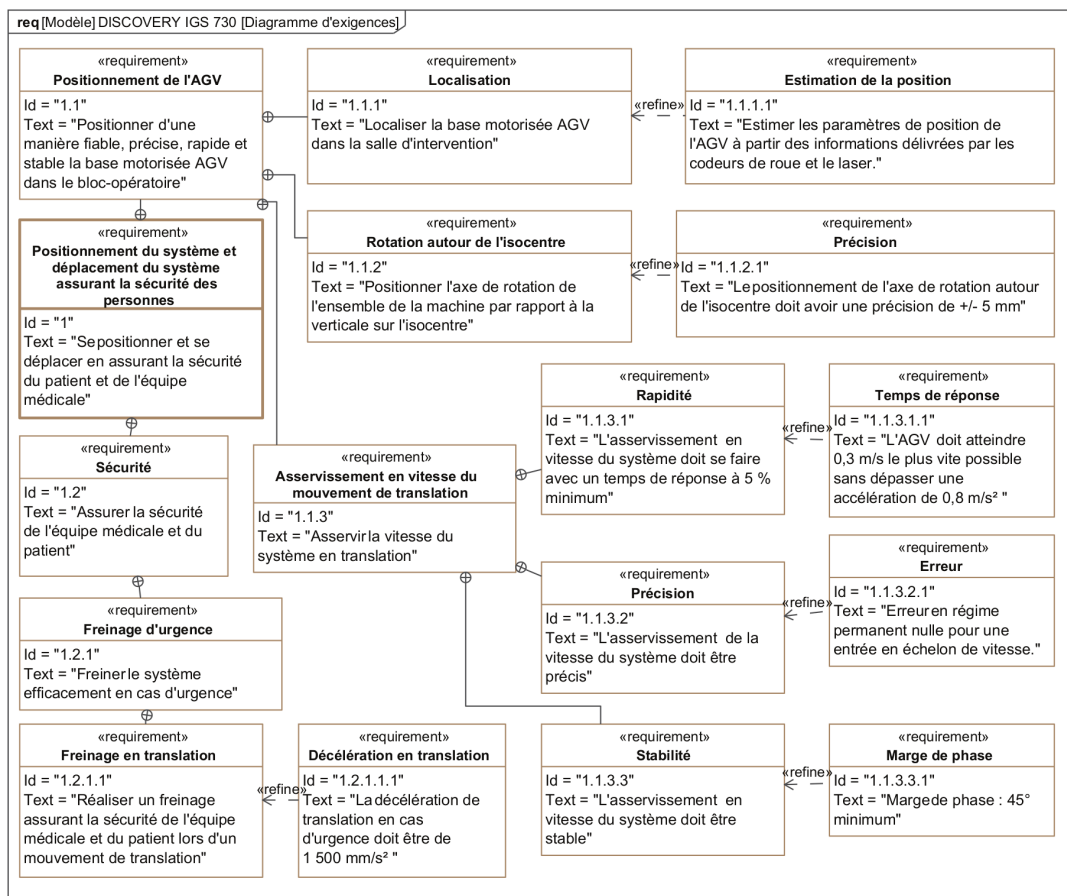 req [Modèle] DISCOVERY IGS 730 [Diagramme d'exigences]
«requirement»
Positionnement de l'AGV
Id = "1.1"
Text = "Positionner d'une
manière fiable, précise, rapide et
stable la base motorisée AGV
dans le bloc-opératoire"
«requirement»
Localisation
Id = "1.1.1"
Text = "Localiser la base motorisée AGV
dans la salle d'intervention"
«refine»
«requirement»
Estimation de la position
Id = "1.1.1.1"
Text = "Estimer les paramètres de position de
l'AGV à partir des informations délivrées par les
codeurs de roue et le laser."
«requirement»
Positionnement du système et
déplacement du système
assurant la sécurité des
personnes
Id = "1"
Text = "Se positionner et se
déplacer en assurant la sécurité
du patient et de l'équipe
médicale"
«requirement»
Rotation autour de l'isocentre
Id = "1.1.2"
Text = "Positionner l'axe de rotation de
l'ensemble de la machine par rapport à la
verticale sur l'isocentre"
«refine»
«requirement»
Précision
Id = "1.1.2.1"
Text = "Le positionnement de l'axe de rotation autour
de l'isocentre doit avoir une précision de +/- 5 mm"
«requirement»
Rapidité
Id = "1.1.3.1"
Text = "L'asservissement en
vitesse du système doit se faire
avec un temps de réponse à 5 %
minimum"
«refine»
«requirement»
Temps de réponse
Id = "1.1.3.1.1"
Text = "L'AGV doit atteindre
0,3 m/s le plus vite possible
sans dépasser une
accélération de 0,8 m/s² "
«requirement»
Sécurité
Id = "1.2"
Text = "Assurer la sécurité
de l'équipe médicale et du
patient"
«requirement»
Asservissement en vitesse du
mouvement de translation
Id = "1.1.3"
Text = "Asservir la vitesse du
système en translation"
«requirement»
Précision
Id = "1.1.3.2"
Text = "L'asservissement de la
vitesse du système doit être
précis"
«refine»
«requirement»
Erreur
Id = "1.1.3.2.1"
Text = "Erreur en régime
permanent nulle pour une
entrée en échelon de vitesse."
«requirement»
Freinage d'urgence
Id = "1.2.1"
Text = "Freiner le système
efficacement en cas d'urgence"
«requirement»
Freinage en translation
Id = "1.2.1.1"
Text = "Réaliser un freinage
assurant la sécurité de l'équipe
médicale et du patient lors d'un
mouvement de translation"
«refine»
«requirement»
Décélération en translation
Id = "1.2.1.1.1"
Text = "La décélération de
translation en cas
d'urgence doit être de
1 500 mm/s² "
«requirement»
Stabilité
Id = "1.1.3.3"
Text = "L'asservissement en
vitesse du système doit être
stable"
«refine»
«requirement»
Marge de phase
Id = "1.1.3.3.1"
Text = "Marge de phase : 45°
minimum"